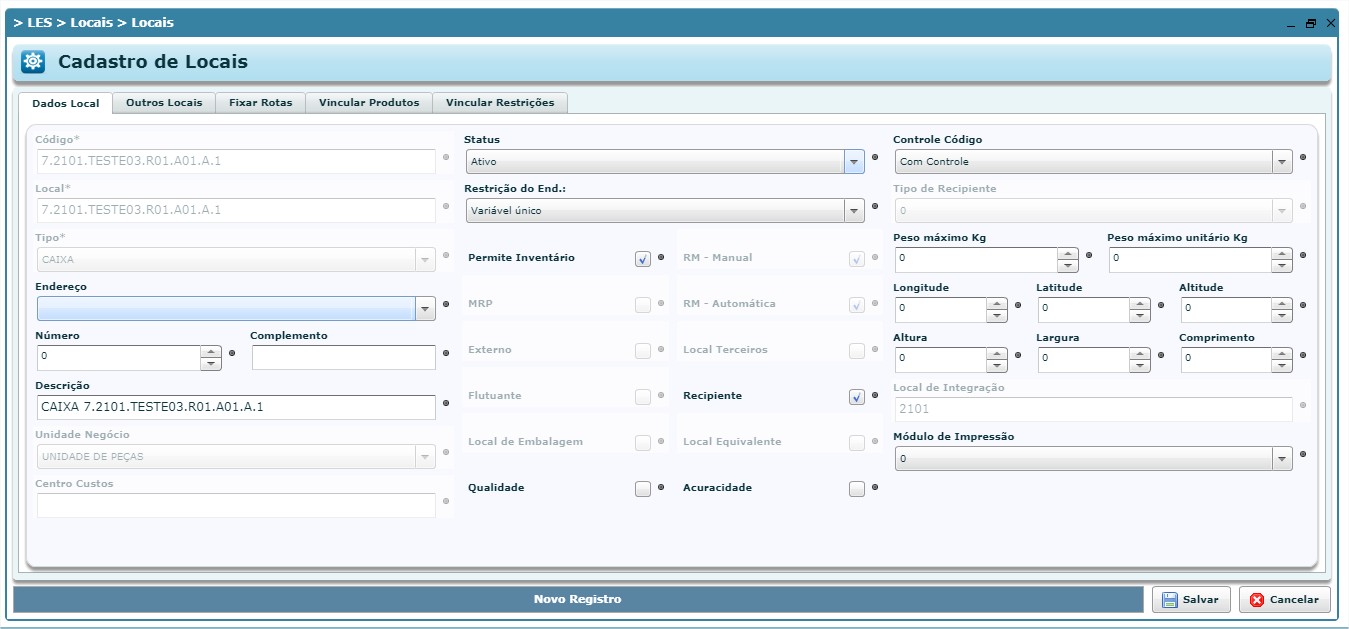 > LES > Locais > Locais
Cadastro de Locais
Dados Local
Outros Locais
Fixar Rotas
Vincular Produtos
Vincular Restrições
Código*
7.2101.TESTE03.R01.A01.A.1
Local*
7.2101.TESTE03.R01.A01.A.1
Tipo*
CAIXA
Endereço
Número
Complemento
0
Descrição
CAIXA 7.2101.TESTE03.R01.A01.A.1
Unidade Negócio
UNIDADE DE PEÇAS
Centro Custos
Status
Ativo
Restrição do End.:
Variável único
Permite Inventário
RM - Manual
MRP
RM - Automática
Externo
Local Terceiros
Flutuante
Recipiente
Local de Embalagem
Local Equivalente
Qualidade
Acuracidade
Controle Código
Com Controle
Tipo de Recipiente
0
Peso máximo Kg
Peso máximo unitário Kg
0
0
Longitude
Latitude
Altitude
0
0
0
Altura
Largura
Comprimento
0
0
0
Local de Integração
2101
Módulo de Impressão
0
Novo Registro
Salvar
Cancelar